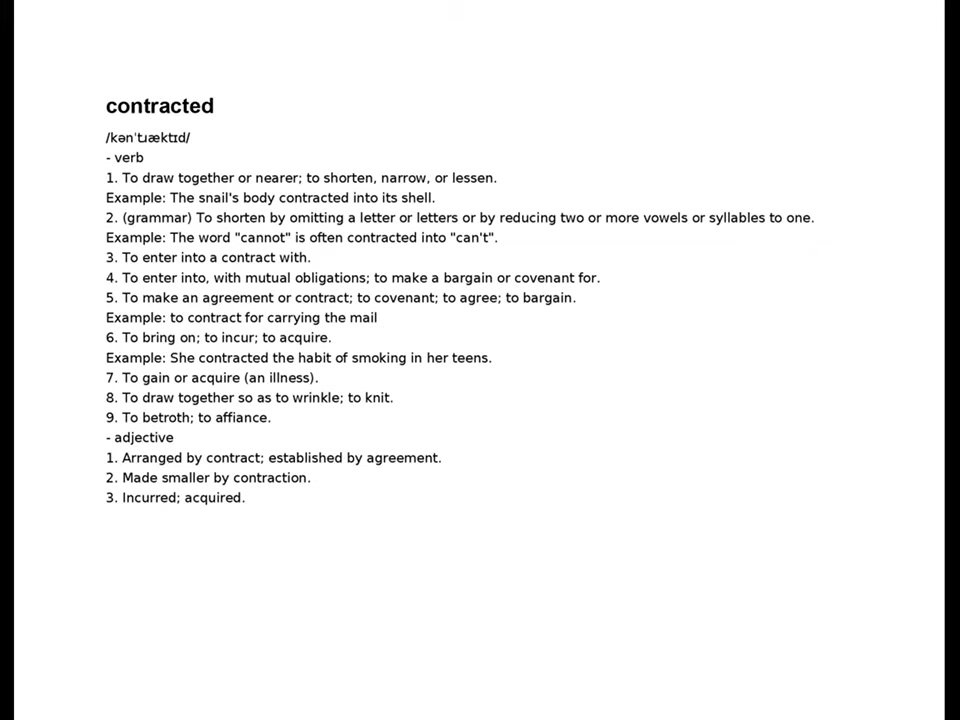 contracted
/kənˈtɹæktɪd/
- verb
1. To draw together or nearer; to shorten, narrow, or lessen.
Example: The snail's body contracted into its shell.
2. (grammar) To shorten by omitting a letter or letters or by reducing two or more vowels or syllables to one.
Example: The word "cannot" is often contracted into "can't".
3. To enter into a contract with.
4. To enter into, with mutual obligations; to make a bargain or covenant for.
5. To make an agreement or contract; to covenant; to agree; to bargain.
Example: to contract for carrying the mail
6. To bring on; to incur; to acquire.
Example: She contracted the habit of smoking in her teens.
7. To gain or acquire (an illness).
8. To draw together so as to wrinkle; to knit.
9. To betroth; to affiance.
- adjective
1. Arranged by contract; established by agreement.
2. Made smaller by contraction.
3. Incurred; acquired.